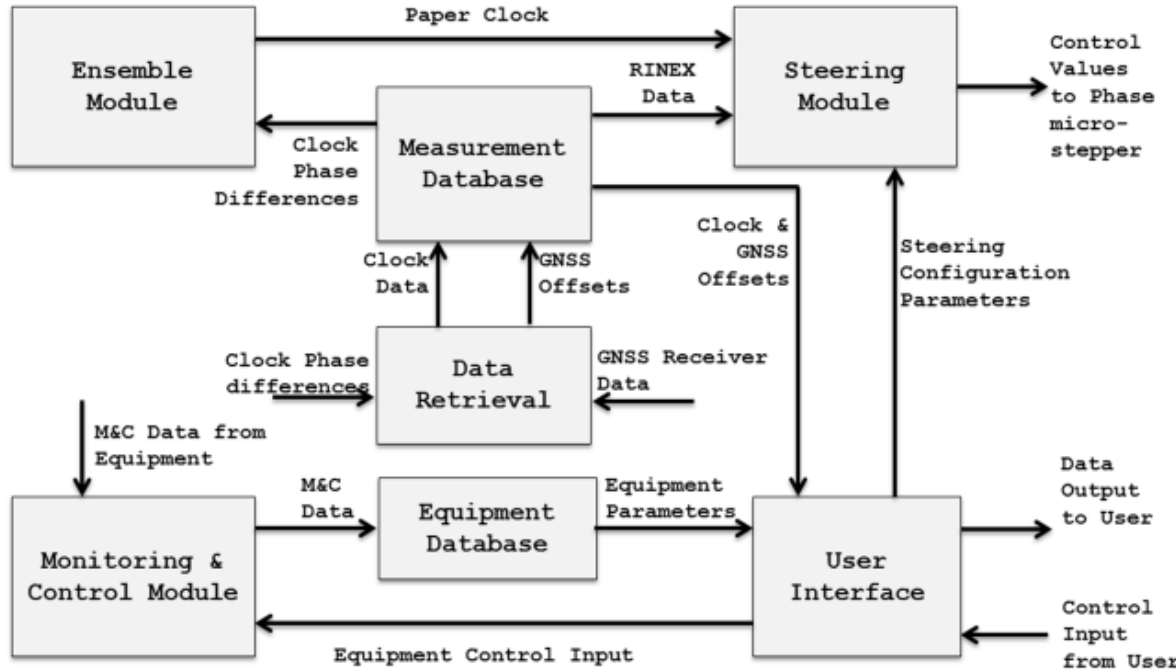 Paper Clock
Ensemble
Module
RINEX
Data
Steering
Module
Control
Values
to Phase
micro-
stepper
Clock
Phase
Differences
Measurement
Database
Clock &
GNSS
Offsets
Steering
Configuration
Parameters
Clock
Data
GNSS
Offsets
Clock Phase
differences
Data
Retrieval
GNSS Receiver
Data
M&C Data from
Equipment
Monitoring &
Control Module
M&C
Data
Equipment
Database
Equipment
Parameters
User
Interface
Data
Output
to User
Control
Input
from User
Equipment Control Input